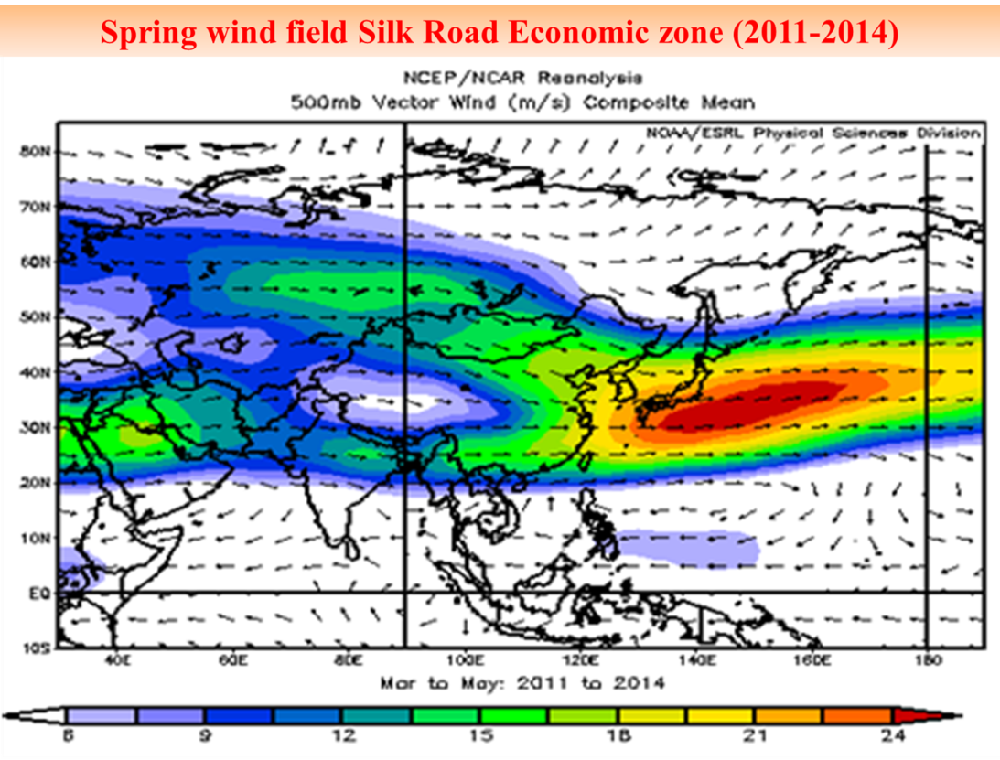 Spring wind field Silk Road Economic zone (2011-2014)
NCEP/NCAR Reanalysis
500mb Vector Wind (m/s) Composite Mean
NOAA/ESRL Physical Sciences Division
80N
70N
60N
50N
40N
30N
20N
10N
EQ
10S
40E 60E 80E 100E 120E 140E 160E 180
Mar to May: 2011 to 2014
6 9 12 15 18 21 24